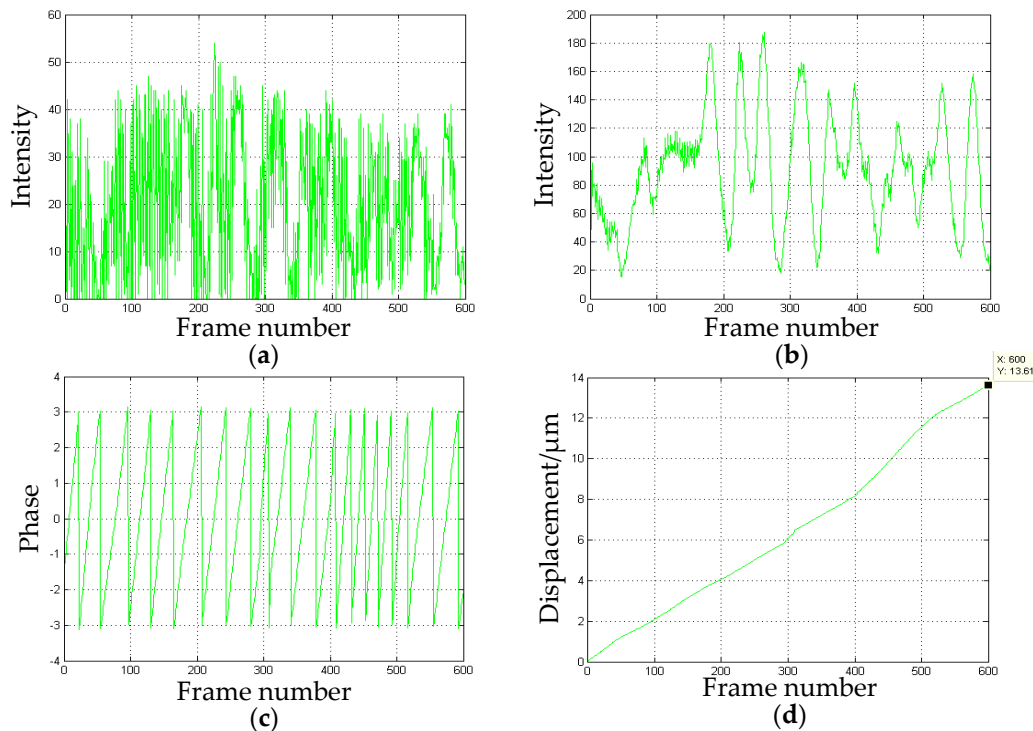 60
50
40
30
20
10
0
0 100 200 300 400 500 600
Intensity
Frame number
(a)
200
180
160
140
120
100
80
60
40
20
0
0 100 200 300 400 500 600
Intensity
Frame number
(b)
4
3
2
1
0
-1
-2
-3
-4
0 100 200 300 400 500 600
Phase
Frame number
(c)
X: 600
Y: 13.61
14
12
10
8
6
4
2
0
0 100 200 300 400 500 600
Displacement/μm
Frame number
(d)